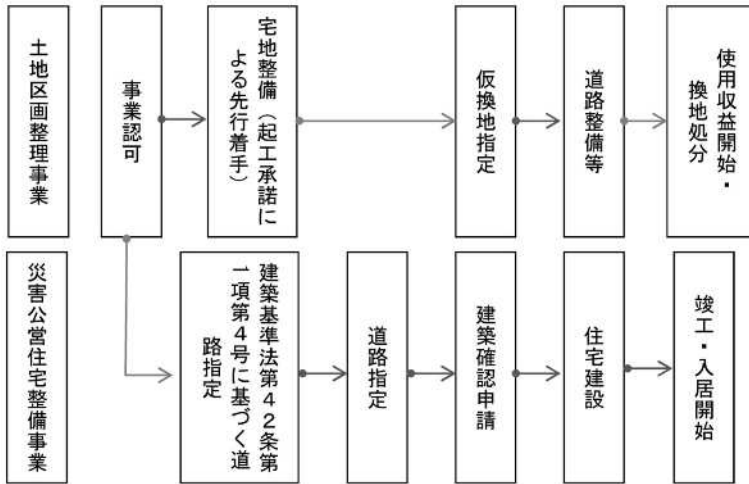 土地区画整理事業
事業認可
宅地整備（起工承諾に
よる先行着手）
仮換地指定
道路整備等
使用収益開始・
換地処分
災害公営住宅整備事業
建築基準法第４２条第
一項第４号に基づく道
路指定
道路指定
建築確認申請
住宅建設
竣工・入居開始